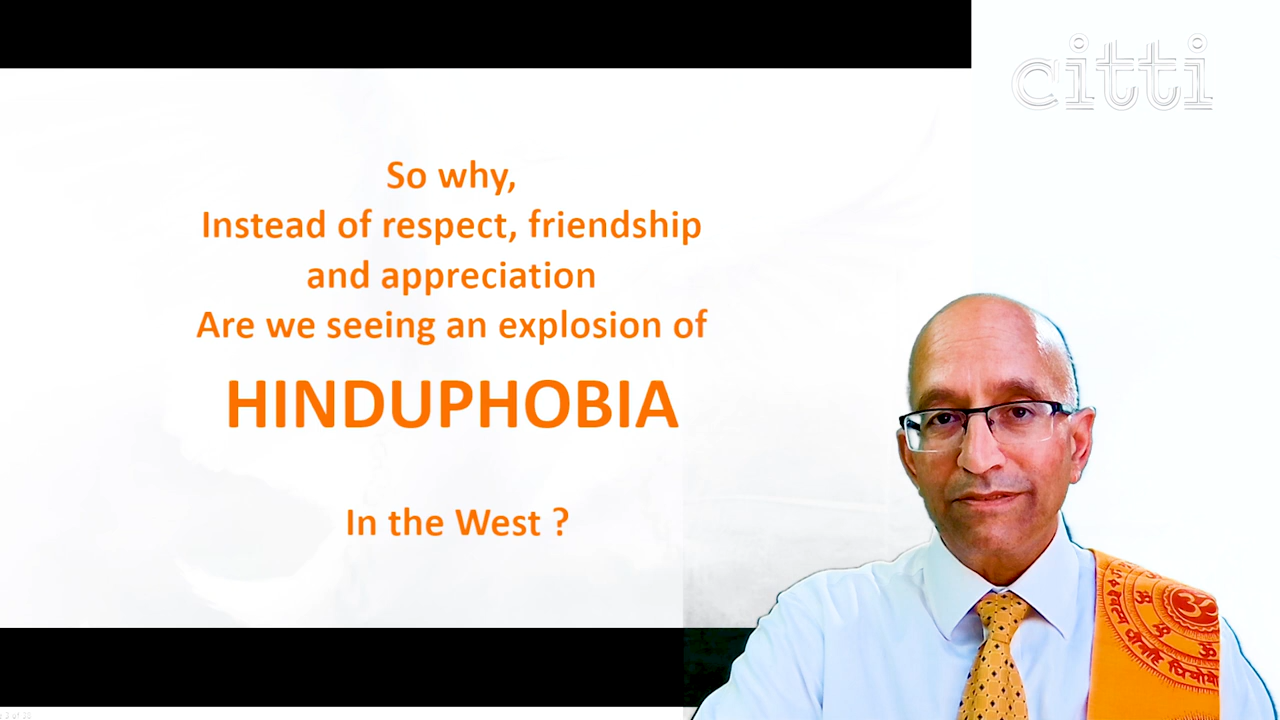 citti
So why,
Instead of respect, friendship
and appreciation
Are we seeing an explosion of
HINDUPHOBIA
In the West ?
ॐ
ॐ
ॐ
ॐ